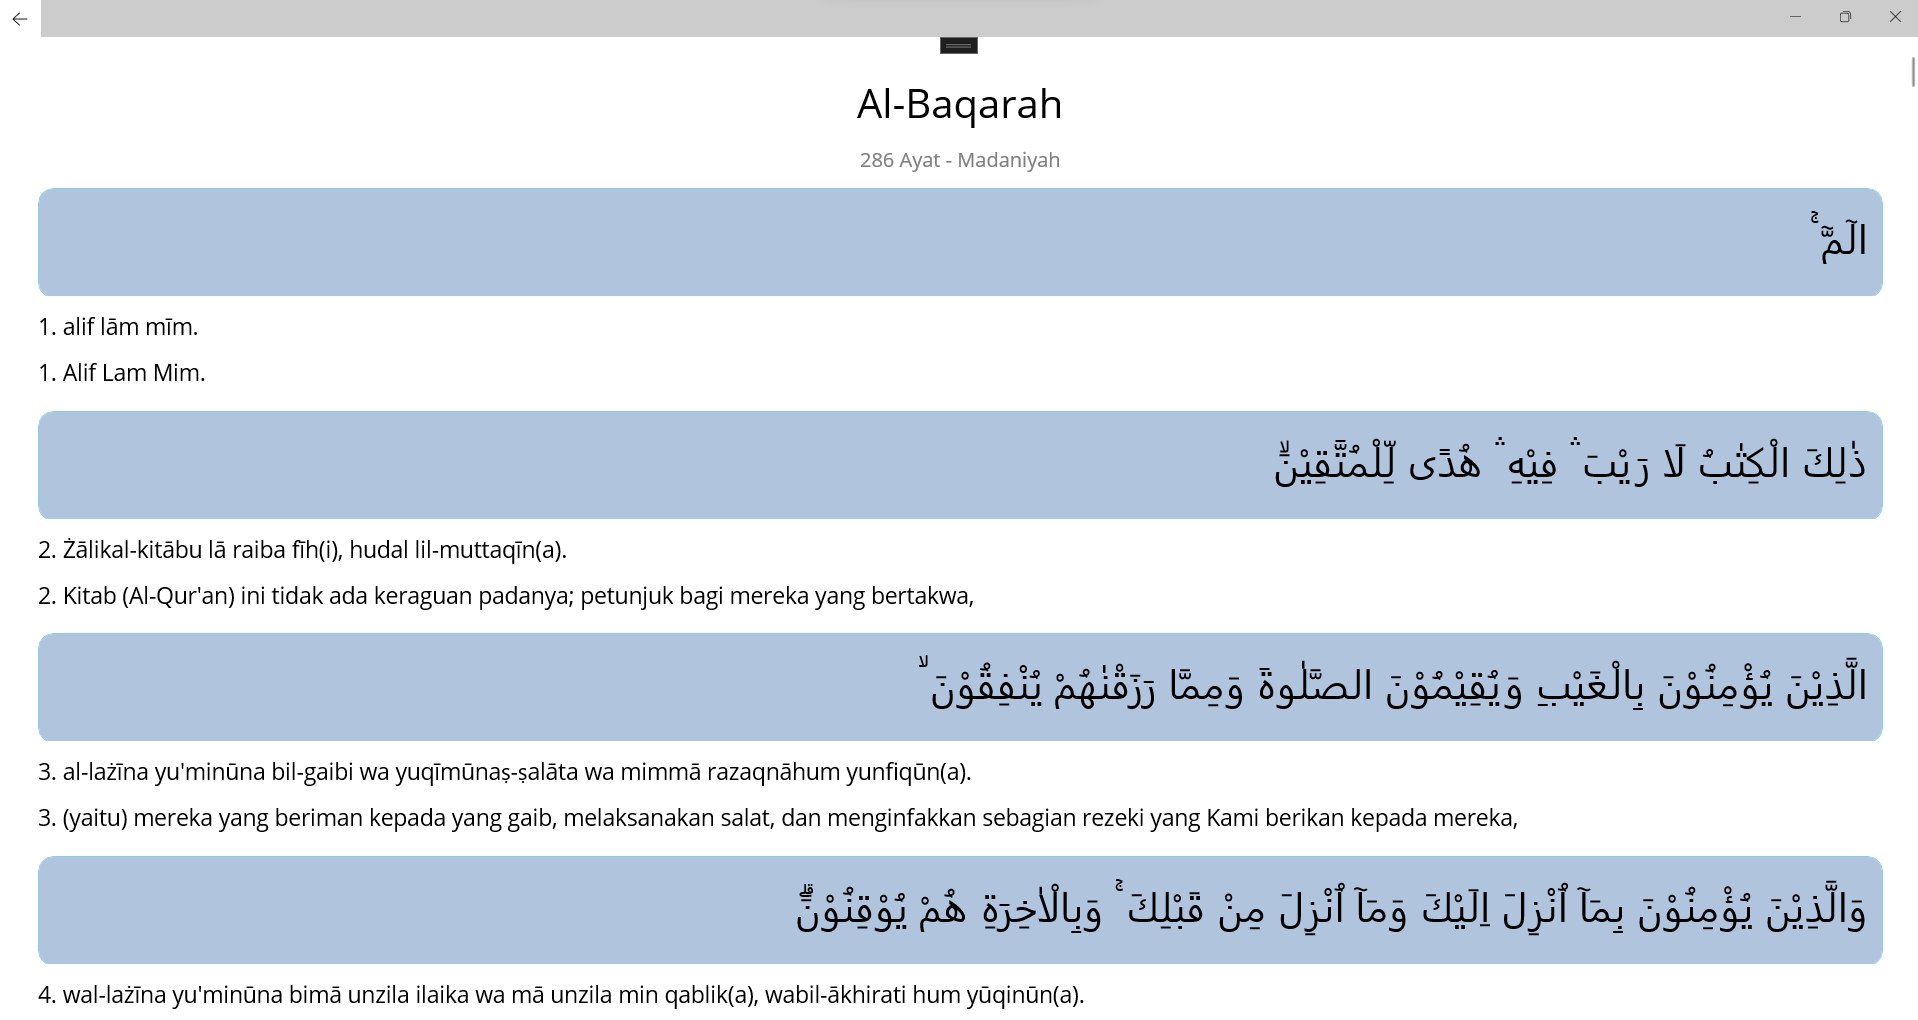 Al-Baqarah
286 Ayat - Madaniyah
الۤمّۤ ۚ
1. alif lām mīm.
1. Alif Lam Mim.
ذٰلِكَ الْكِتٰبُ لَا رَيْبَ ۛ فِيْهِ ۛ هُدًى لِّلْمُتَّقِيْنَۙ
2. Żālikal-kitābu lā raiba fīh(i), hudal lil-muttaqīn(a).
2. Kitab (Al-Qur'an) ini tidak ada keraguan padanya; petunjuk bagi mereka yang bertakwa,
الَّذِيْنَ يُؤْمِنُوْنَ بِالْغَيْبِ وَيُقِيْمُوْنَ الصَّلٰوةَ وَمِمَّا رَزَقْنٰهُمْ يُنْفِقُوْنَ ۙ
3. al-lażīna yu'minūna bil-gaibi wa yuqīmūnaṣ-ṣalāta wa mimmā razaqnāhum yunfiqūn(a).
3. (yaitu) mereka yang beriman kepada yang gaib, melaksanakan salat, dan menginfakkan sebagian rezeki yang Kami berikan kepada mereka,
وَالَّذِيْنَ يُؤْمِنُوْنَ بِمَآ اُنْزِلَ اِلَيْكَ وَمَآ اُنْزِلَ مِنْ قَبْلِكَ ۚ وَبِالْاٰخِرَةِ هُمْ يُوْقِنُوْنَۗ
4. wal-lażīna yu'minūna bimā unzila ilaika wa mā unzila min qablik(a), wabil-ākhirati hum yūqinūn(a).